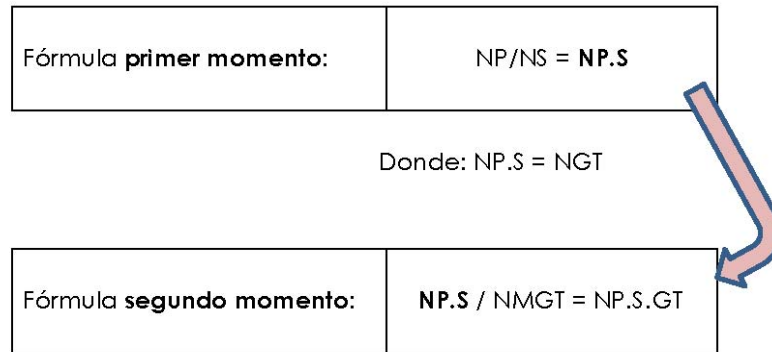 Fórmula primer momento: NP/NS = NP.S
Donde: NP.S = NGT
Fórmula segundo momento: NP.S / NMGT = NP.S.GT